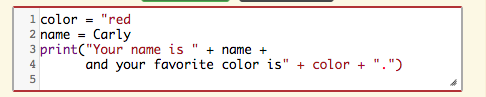 1 color = "red
2 name = Carly
3 print("Your name is " + name +
4 and your favorite color is" + color + ".")
5